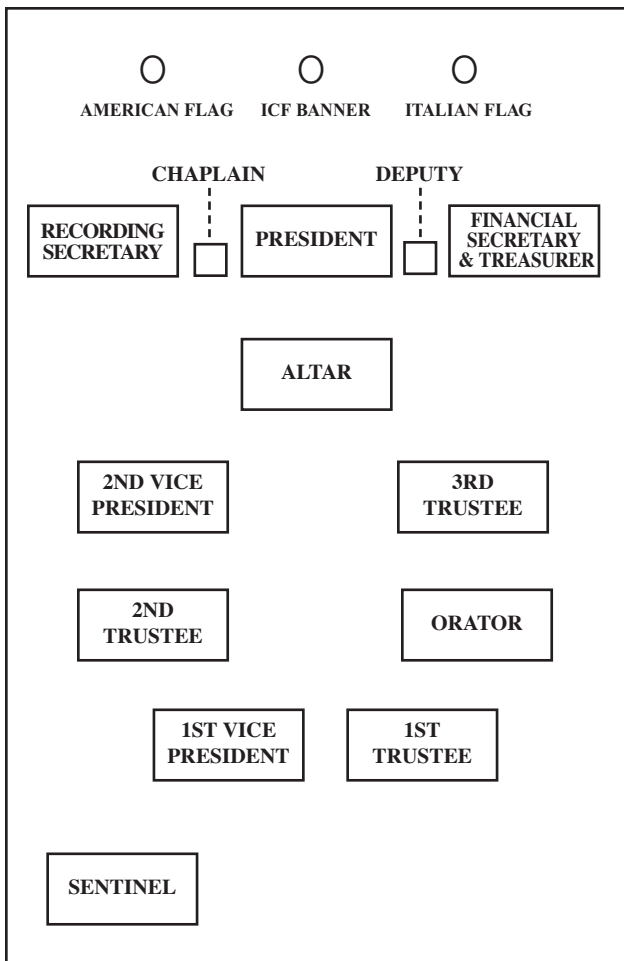 AMERICAN FLAG
ICF BANNER
ITALIAN FLAG
CHAPLAIN
DEPUTY
RECORDING
SECRETARY
PRESIDENT
FINANCIAL
SECRETARY
& TREASURER
ALTAR
2ND VICE
PRESIDENT
3RD
TRUSTEE
2ND
TRUSTEE
ORATOR
1ST VICE
PRESIDENT
1ST
TRUSTEE
SENTINEL